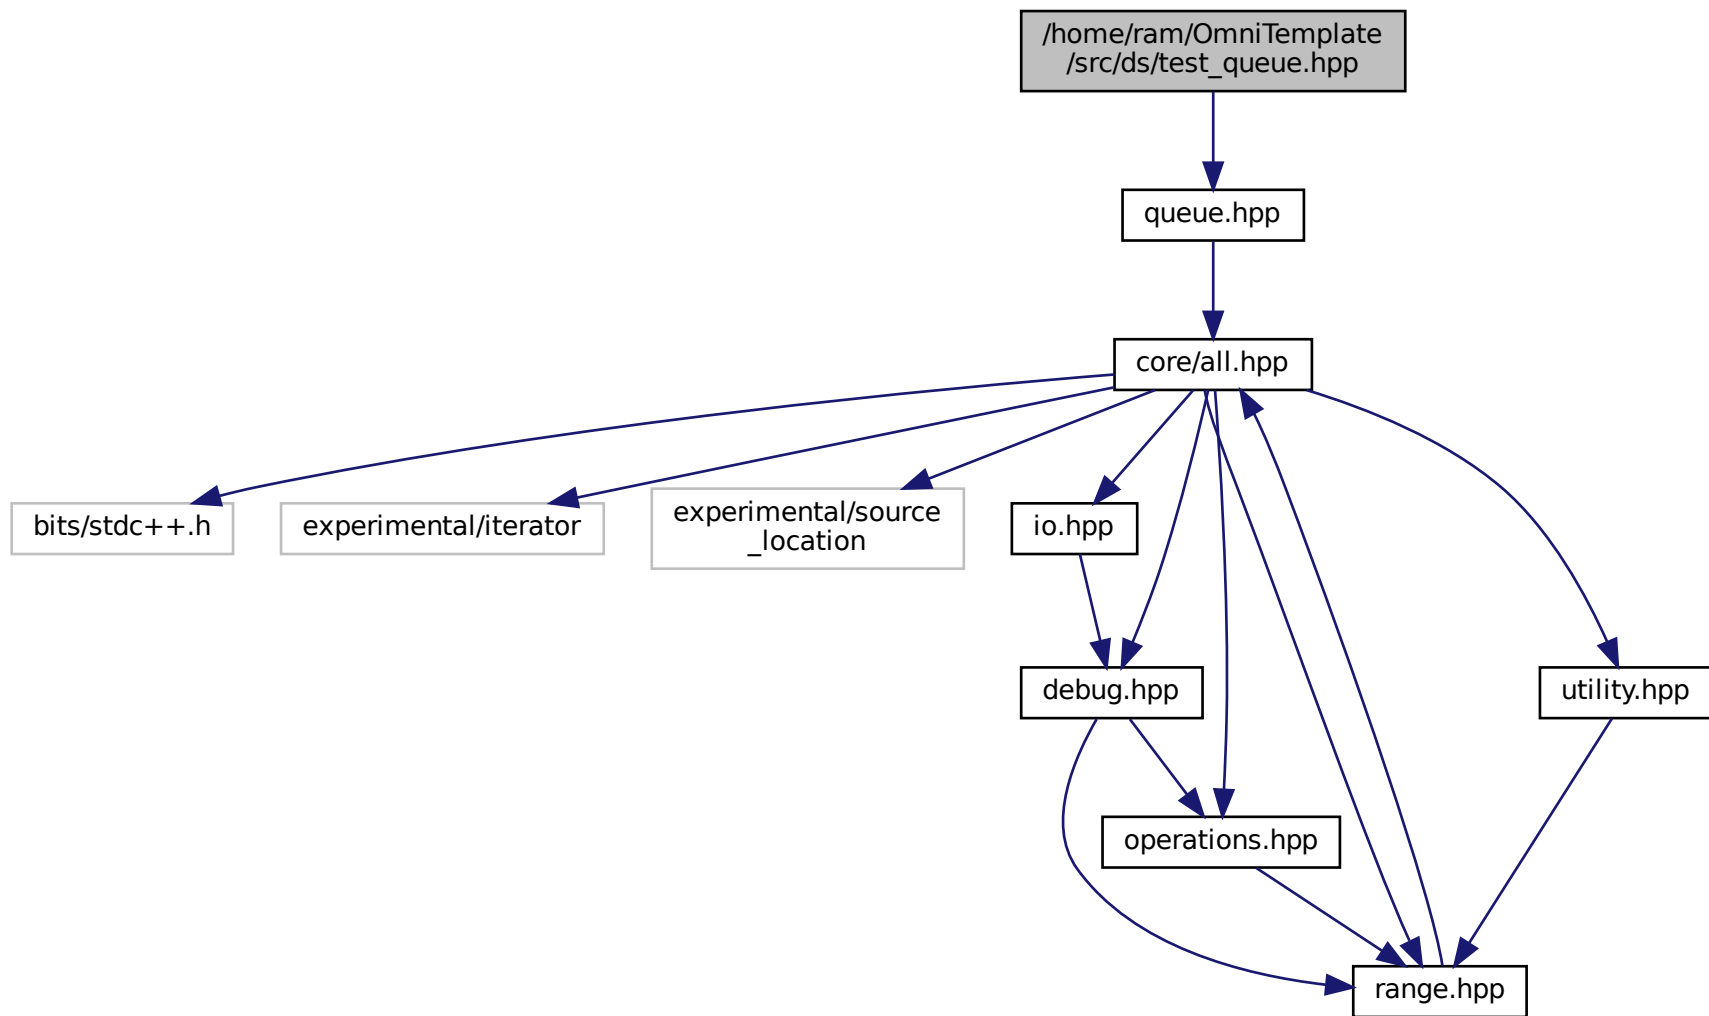 /home/ram/OmniTemplate
/src/ds/test_queue.hpp
queue.hpp
core/all.hpp
bits/stdc++.h
experimental/iterator
experimental/source
_location
io.hpp
debug.hpp
utility.hpp
operations.hpp
range.hpp